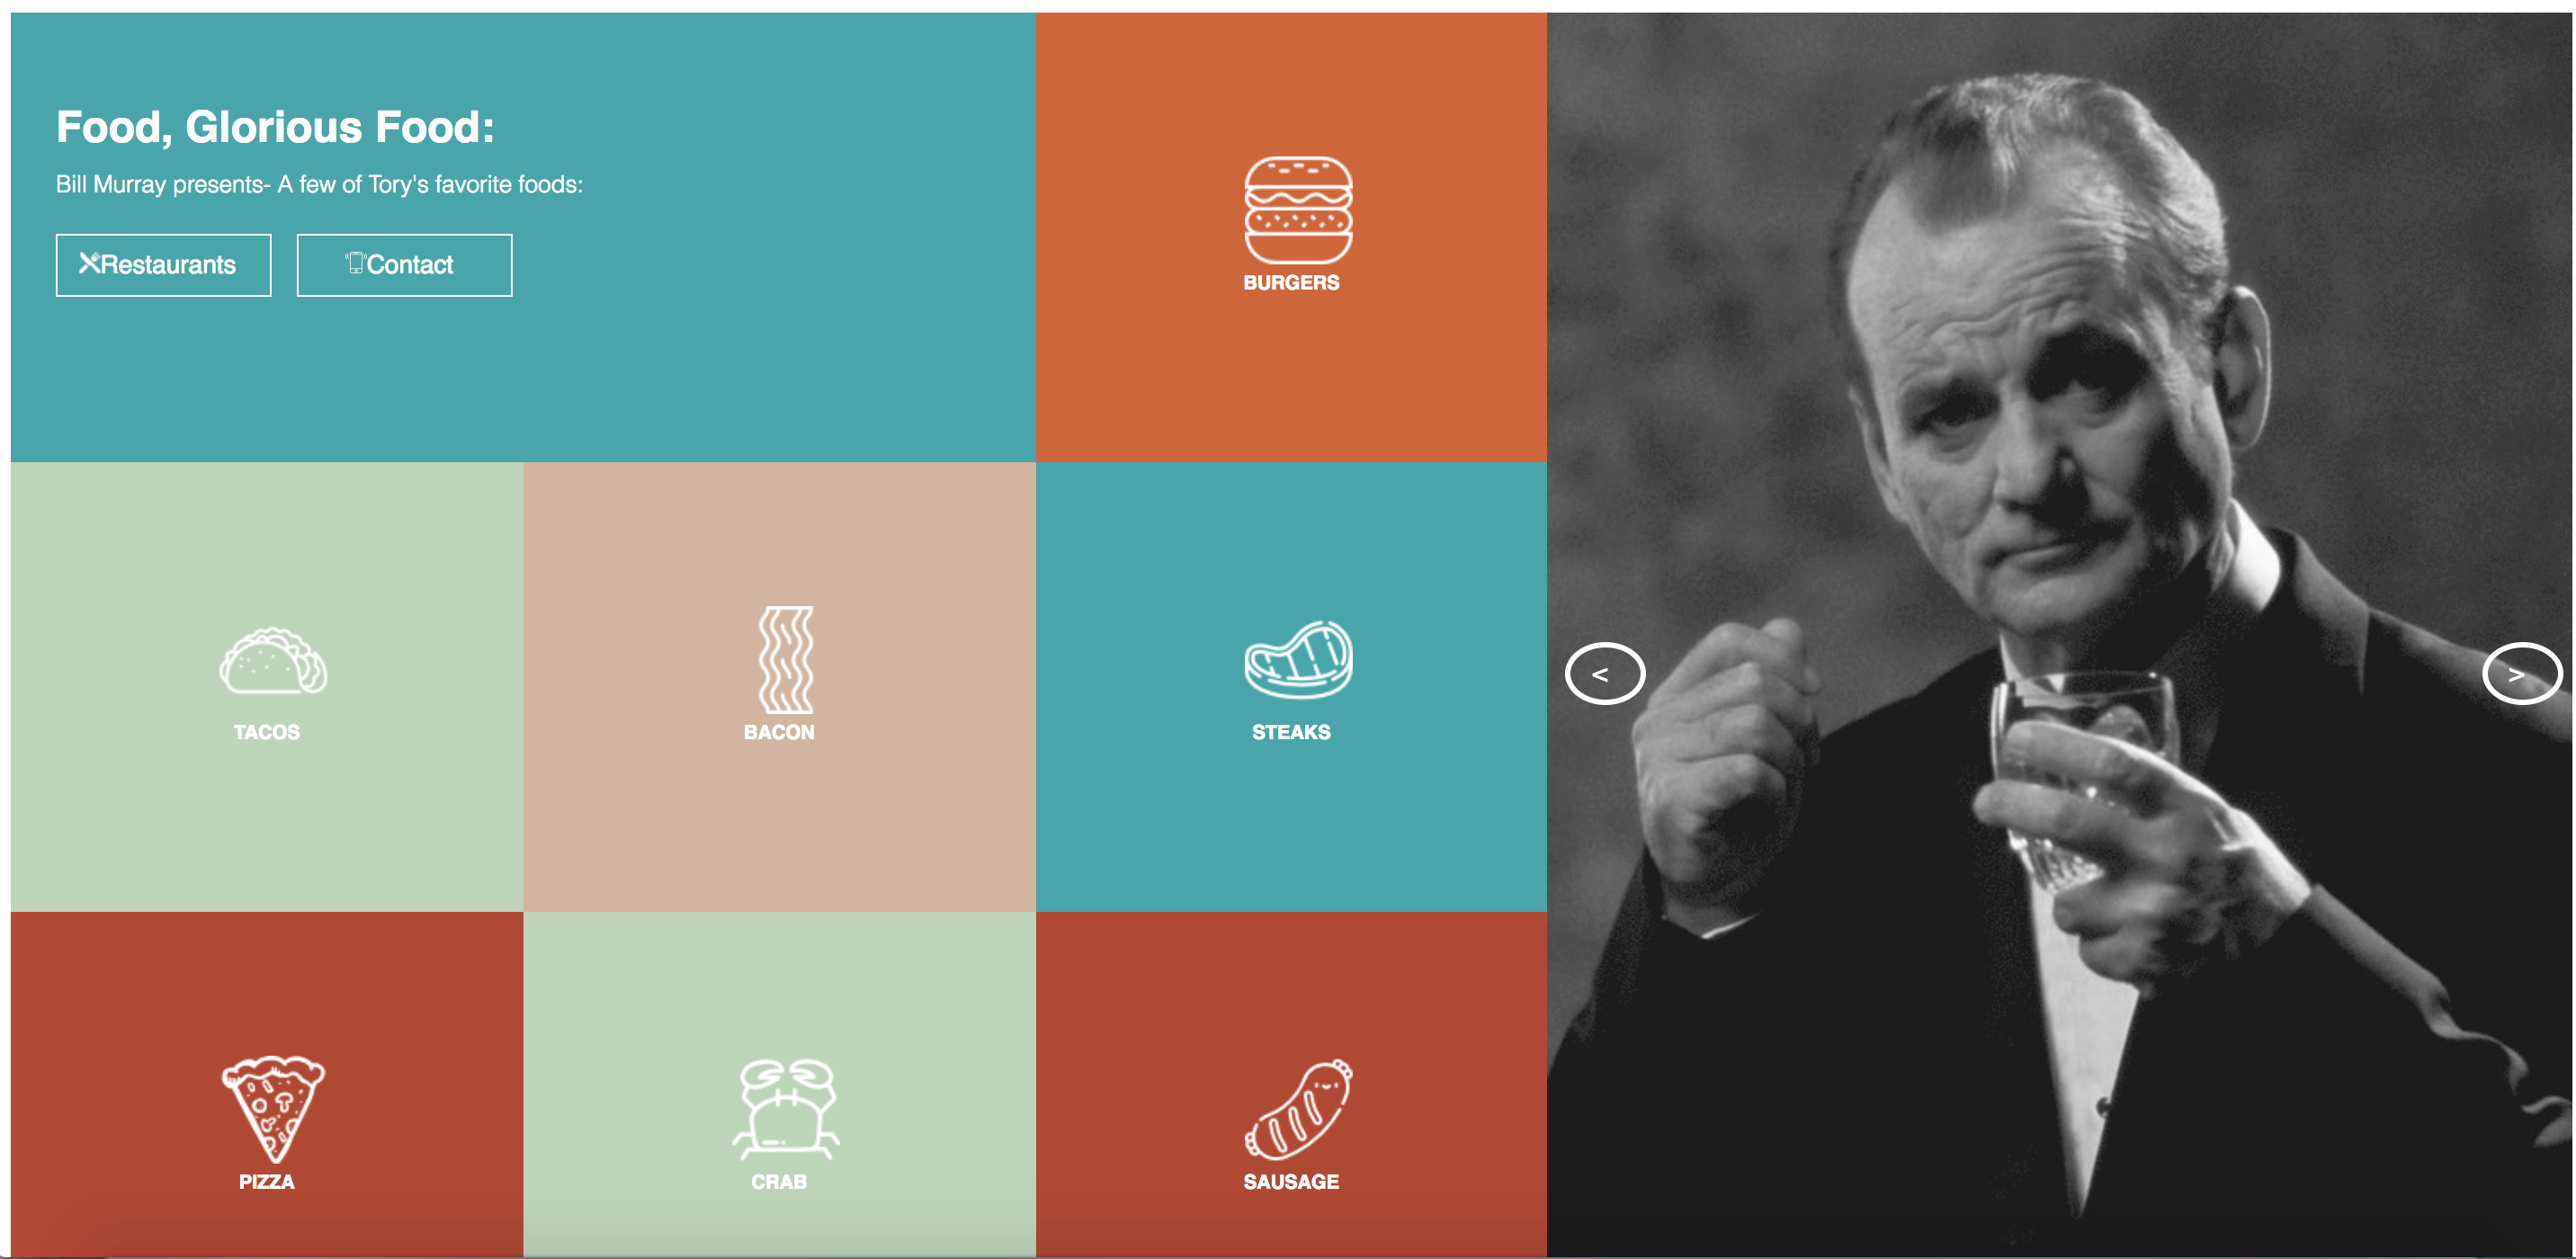 Food, Glorious Food:
Bill Murray presents- A few of Tory's favorite foods:
Restaurants
Contact
BURGERS
TACOS
BACON
STEAKS
<
>
PIZZA
CRAB
SAUSAGE